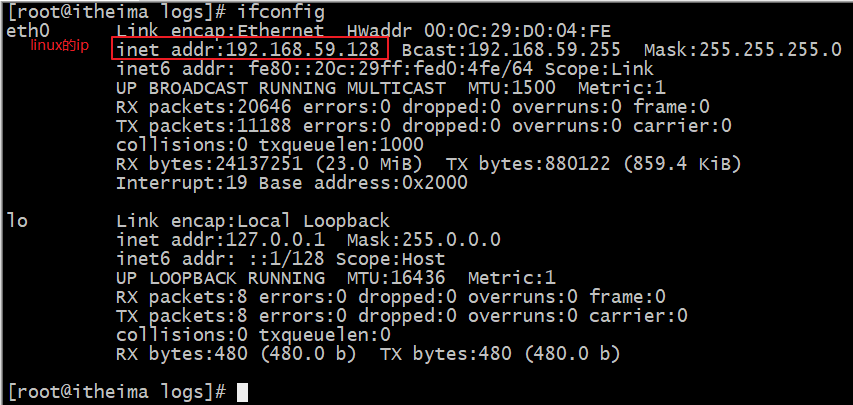 [root@itheima logs]# ifconfig
eth0 Link encap:Ethernet HWaddr 00:0C:29:D0:04:FE
linux的ip inet addr:192.168.59.128 Bcast:192.168.59.255 Mask:255.255.255.0
inet6 addr: fe80::20c:29ff:fed0:4fe/64 Scope:Link
UP BROADCAST RUNNING MULTICAST MTU:1500 Metric:1
RX packets:20646 errors:0 dropped:0 overruns:0 frame:0
TX packets:11188 errors:0 dropped:0 overruns:0 carrier:0
collisions:0 txqueuelen:1000
RX bytes:24137251 (23.0 MiB) TX bytes:880122 (859.4 KiB)
Interrupt:19 Base address:0x2000
lo Link encap:Local Loopback
inet addr:127.0.0.1 Mask:255.0.0.0
inet6 addr: ::1/128 Scope:Host
UP LOOPBACK RUNNING MTU:16436 Metric:1
RX packets:8 errors:0 dropped:0 overruns:0 frame:0
TX packets:8 errors:0 dropped:0 overruns:0 carrier:0
collisions:0 txqueuelen:0
RX bytes:480 (480.0 b) TX bytes:480 (480.0 b)
[root@itheima logs]#